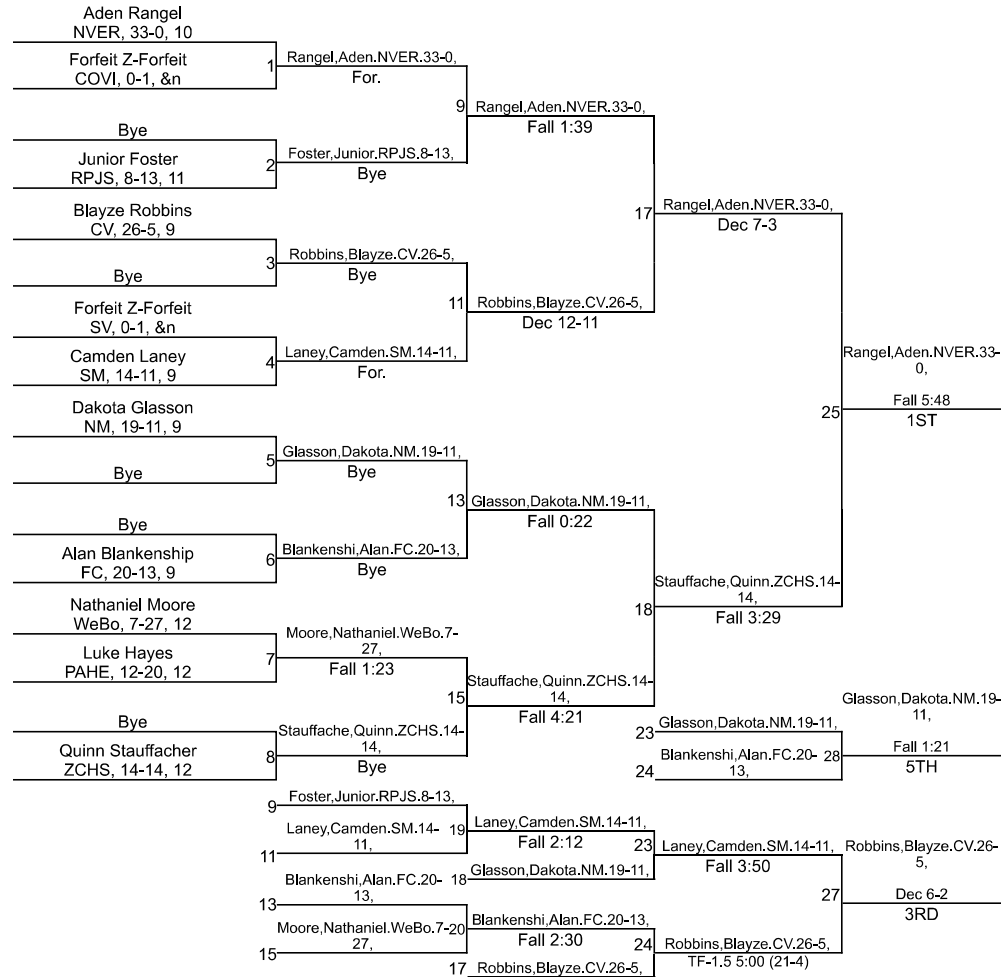 Aden Rangel
NVER, 33-0, 10
Forfeit Z-Forfeit
COVI, 0-1, &n
1
Rangel,Aden.NVER.33-0,
For.
9
Rangel,Aden.NVER.33-0,
Fall 1:39
Bye
Junior Foster
RPJS, 8-13, 11
2
Foster,Junior.RPJS.8-13,
Bye
17
Rangel,Aden.NVER.33-0,
Dec 7-3
Blayze Robbins
CV, 26-5, 9
Bye
3
Robbins,Blayze.CV.26-5,
Bye
11
Robbins,Blayze.CV.26-5,
Dec 12-11
Forfeit Z-Forfeit
SV, 0-1, &n
Camden Laney
SM, 14-11, 9
4
Laney,Camden.SM.14-11,
For.
25
Rangel,Aden.NVER.33-
0,
Fall 5:48
1ST
Dakota Glasson
NM, 19-11, 9
Bye
5
Glasson,Dakota.NM.19-11,
Bye
13
Glasson,Dakota.NM.19-11,
Fall 0:22
Bye
Alan Blankenship
FC, 20-13, 9
6
Blankenshi,Alan.FC.20-13,
Bye
18
Stauffache,Quinn.ZCHS.14-
14,
Fall 3:29
Nathaniel Moore
WeBo, 7-27, 12
Luke Hayes
PAHE, 12-20, 12
7
Moore,Nathaniel.WeBo.7-
27,
Fall 1:23
15
Stauffache,Quinn.ZCHS.14-
14,
Fall 4:21
Bye
Quinn Stauffacher
ZCHS, 14-14, 12
8
Stauffache,Quinn.ZCHS.14-
14,
Bye
23
Glasson,Dakota.NM.19-11,
24
Blankenshi,Alan.FC.20-
13,
28
Glasson,Dakota.NM.19-
11,
Fall 1:21
5TH
9
Foster,Junior.RPJS.8-13,
11
Laney,Camden.SM.14-
11,
19
Laney,Camden.SM.14-11,
Fall 2:12
18
Glasson,Dakota.NM.19-11,
23
Laney,Camden.SM.14-11,
Fall 3:50
13
Blankenshi,Alan.FC.20-
13,
15
Moore,Nathaniel.WeBo.7-
27,
20
Blankenshi,Alan.FC.20-13,
Fall 2:30
17
Robbins,Blayze.CV.26-5,
24
Robbins,Blayze.CV.26-5,
TF-1.5 5:00 (21-4)
27
Robbins,Blayze.CV.26-
5,
Dec 6-2
3RD